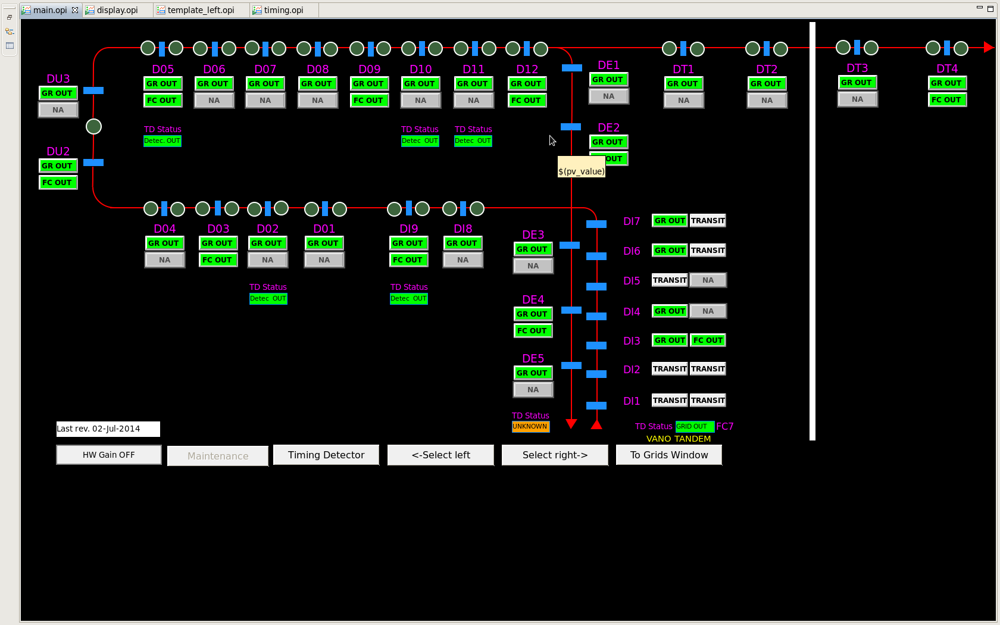 main.opi display.opi template_left.opi timing.opi
DU3
GR OUT
NA
DU2
GR OUT
FC OUT
D05 D06 D07 D08 D09 D10 D11 D12
GR OUT GR OUT GR OUT GR OUT GR OUT GR OUT GR OUT GR OUT
FC OUT NA NA NA FC OUT NA NA FC OUT
TD Status TD Status TD Status
Detec. OUT Detec OUT Detec OUT
DE1
GR OUT
NA
DE2
GR OUT
OUT
$(pv_value)
DT1 DT2 DT3 DT4
GR OUT GR OUT GR OUT GR OUT
NA NA NA FC OUT
D04 D03 D02 D01 DI9 DI8
GR OUT GR OUT GR OUT GR OUT GR OUT GR OUT
NA FC OUT NA NA FC OUT NA
TD Status TD Status
Detec OUT Detec OUT
DE3
GR OUT
NA
DE4
GR OUT
FC OUT
DE5
GR OUT
NA
TD Status
UNKNOWN
DI7 GR OUT TRANSIT
DI6 GR OUT TRANSIT
DI5 TRANSIT NA
DI4 GR OUT NA
DI3 GR OUT FC OUT
DI2 TRANSIT TRANSIT
DI1 TRANSIT TRANSIT
TD Status GRID OUT FC7
VANO TANDEM
Last rev. 02-Jul-2014
HW Gain OFF Maintenance Timing Detector <-Select left Select right-> To Grids Window